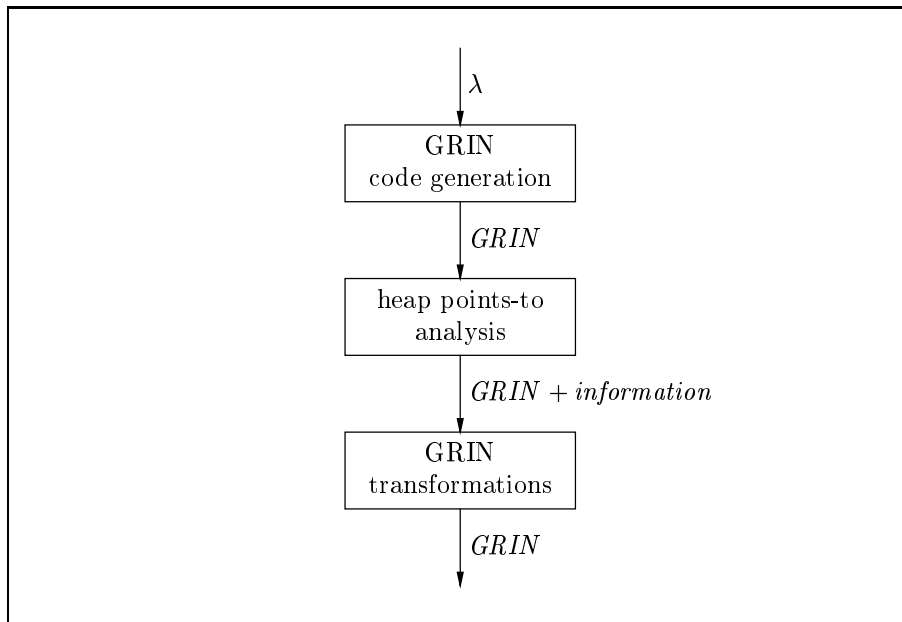 λ
GRIN
code generation
GRIN
heap points-to
analysis
GRIN + information
GRIN
transformations
GRIN